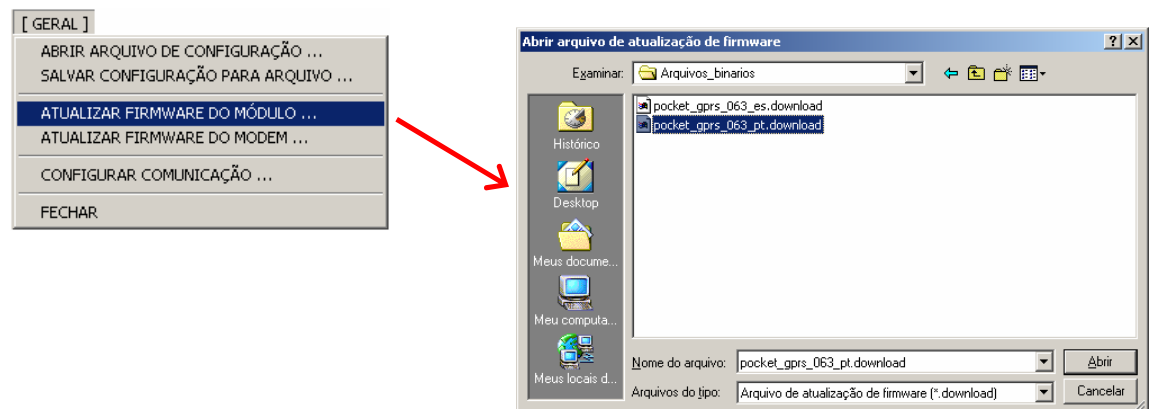 [ GERAL ]
ABRIR ARQUIVO DE CONFIGURAÇÃO ...
SALVAR CONFIGURAÇÃO PARA ARQUIVO ...
ATUALIZAR FIRMWARE DO MÓDULO ...
ATUALIZAR FIRMWARE DO MODEM ...
CONFIGURAR COMUNICAÇÃO ...
FECHAR
Abrir arquivo de atualização de firmware
Examinar: Arquivos_binarios
pocket_gprs_063_es.download
pocket_gprs_063_pt.download
Histórico
Desktop
Meus docume...
Meu computa...
Meus locais d...
Nome do arquivo: pocket_gprs_063_pt.download Abrir
Arquivos do tipo: Arquivo de atualização de firmware (*.download) Cancelar